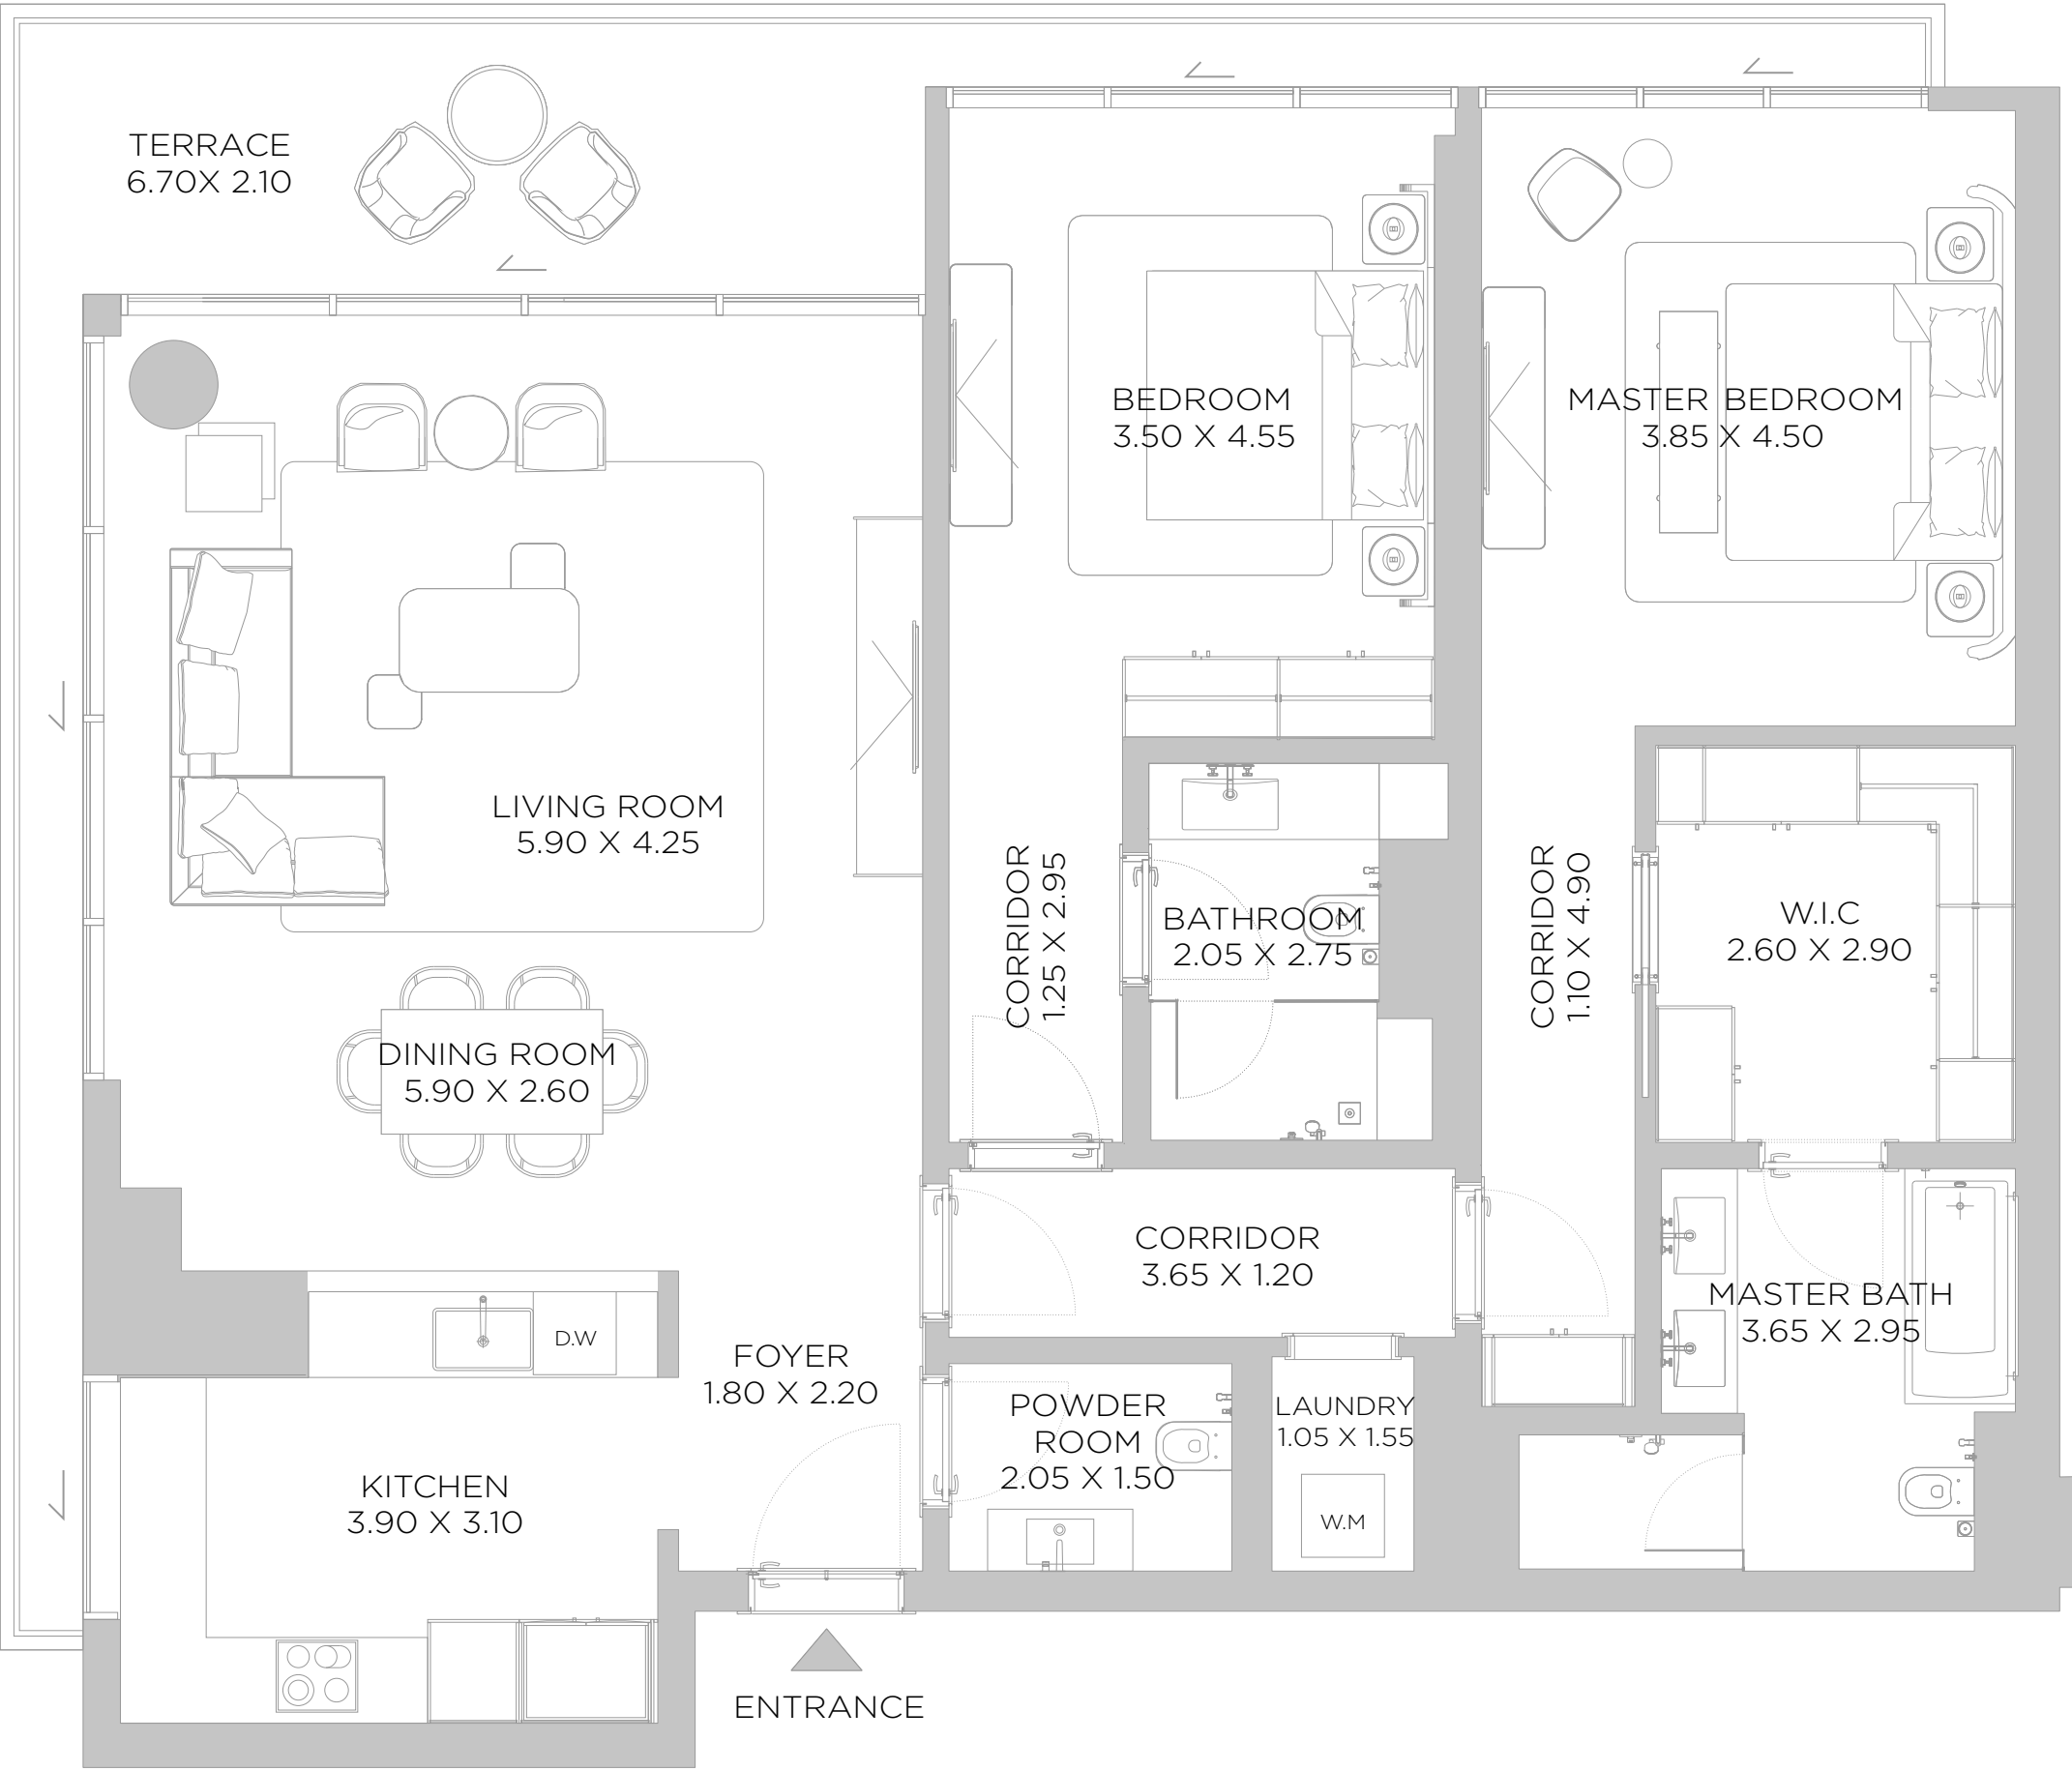 TERRACE
6.70X 2.10
BEDROOM
3.50 X 4.55
MASTER BEDROOM
3.85 X 4.50
LIVING ROOM
5.90 X 4.25
CORRIDOR
1.25 X 2.95
BATHROOM
2.05 X 2.75
CORRIDOR
1.10 X 4.90
W.I.C
2.60 X 2.90
DINING ROOM
5.90 X 2.60
CORRIDOR
3.65 X 1.20
MASTER BATH
3.65 X 2.95
D.W
FOYER
1.80 X 2.20
POWDER
ROOM
2.05 X 1.50
LAUNDRY
1.05 X 1.55
KITCHEN
3.90 X 3.10
W.M
ENTRANCE